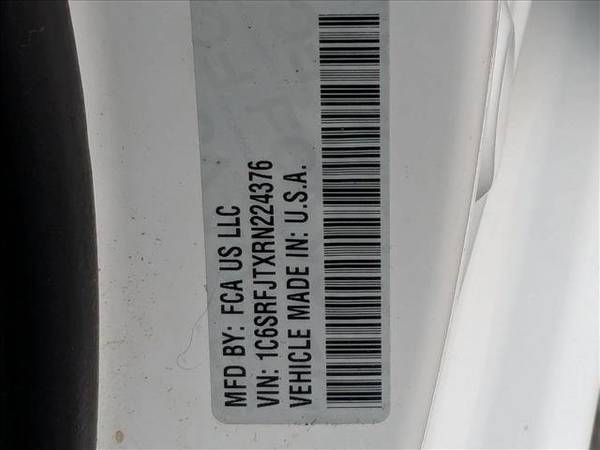 MFD BY: FCA US LLC
VIN: 1C6SRFJTXRN224376
VEHICLE MADE IN: U.S.A.